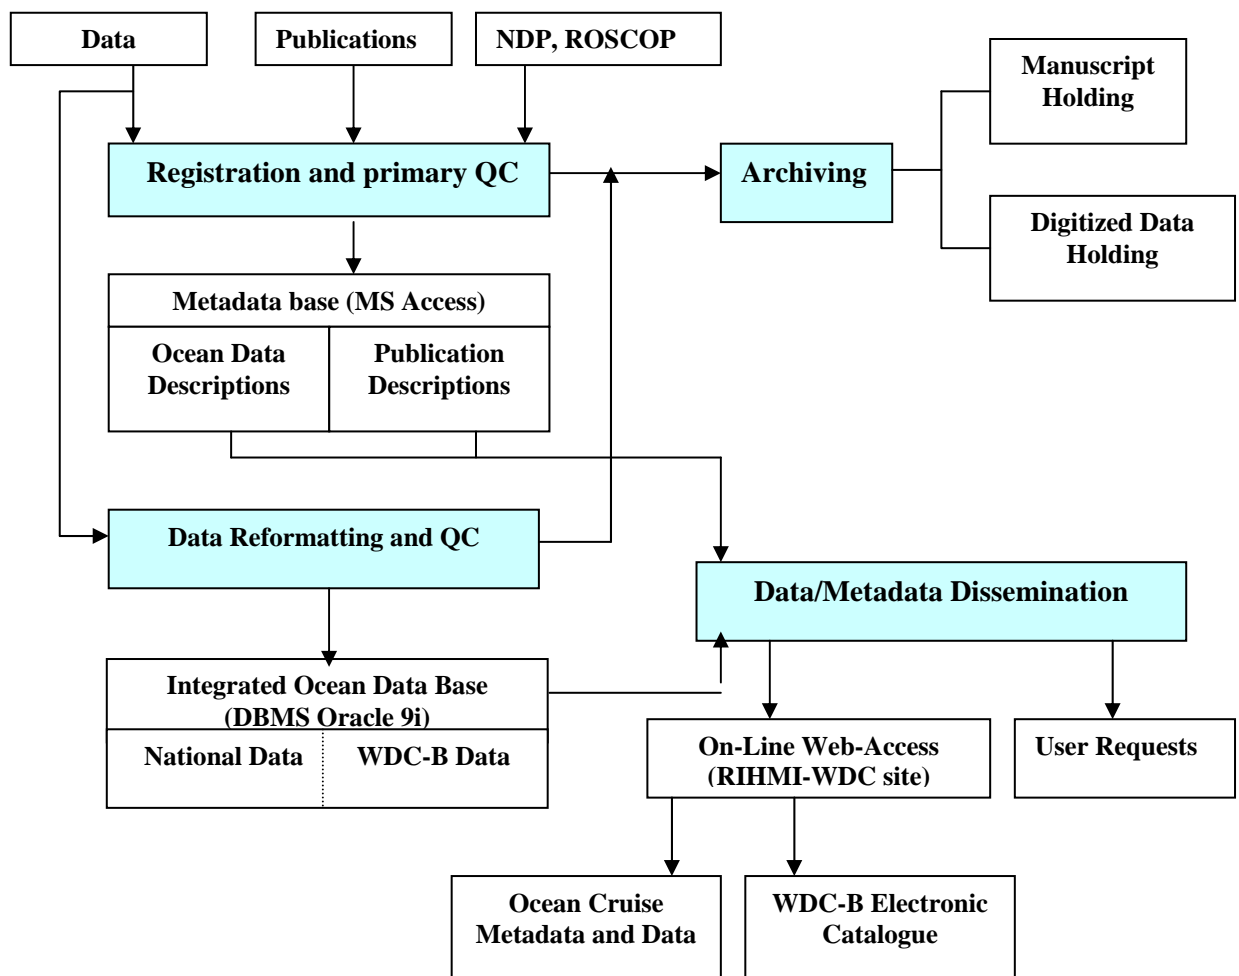 Data
Publications
NDP, ROSCOP
Manuscript
Holding
Registration and primary QC
Archiving
Digitized Data
Holding
Metadata base (MS Access)
Ocean Data
Descriptions
Publication
Descriptions
Data Reformatting and QC
Data/Metadata Dissemination
Integrated Ocean Data Base
(DBMS Oracle 9i)
National Data
WDC-B Data
On-Line Web-Access
(RIHMI-WDC site)
User Requests
Ocean Cruise
Metadata and Data
WDC-B Electronic
Catalogue